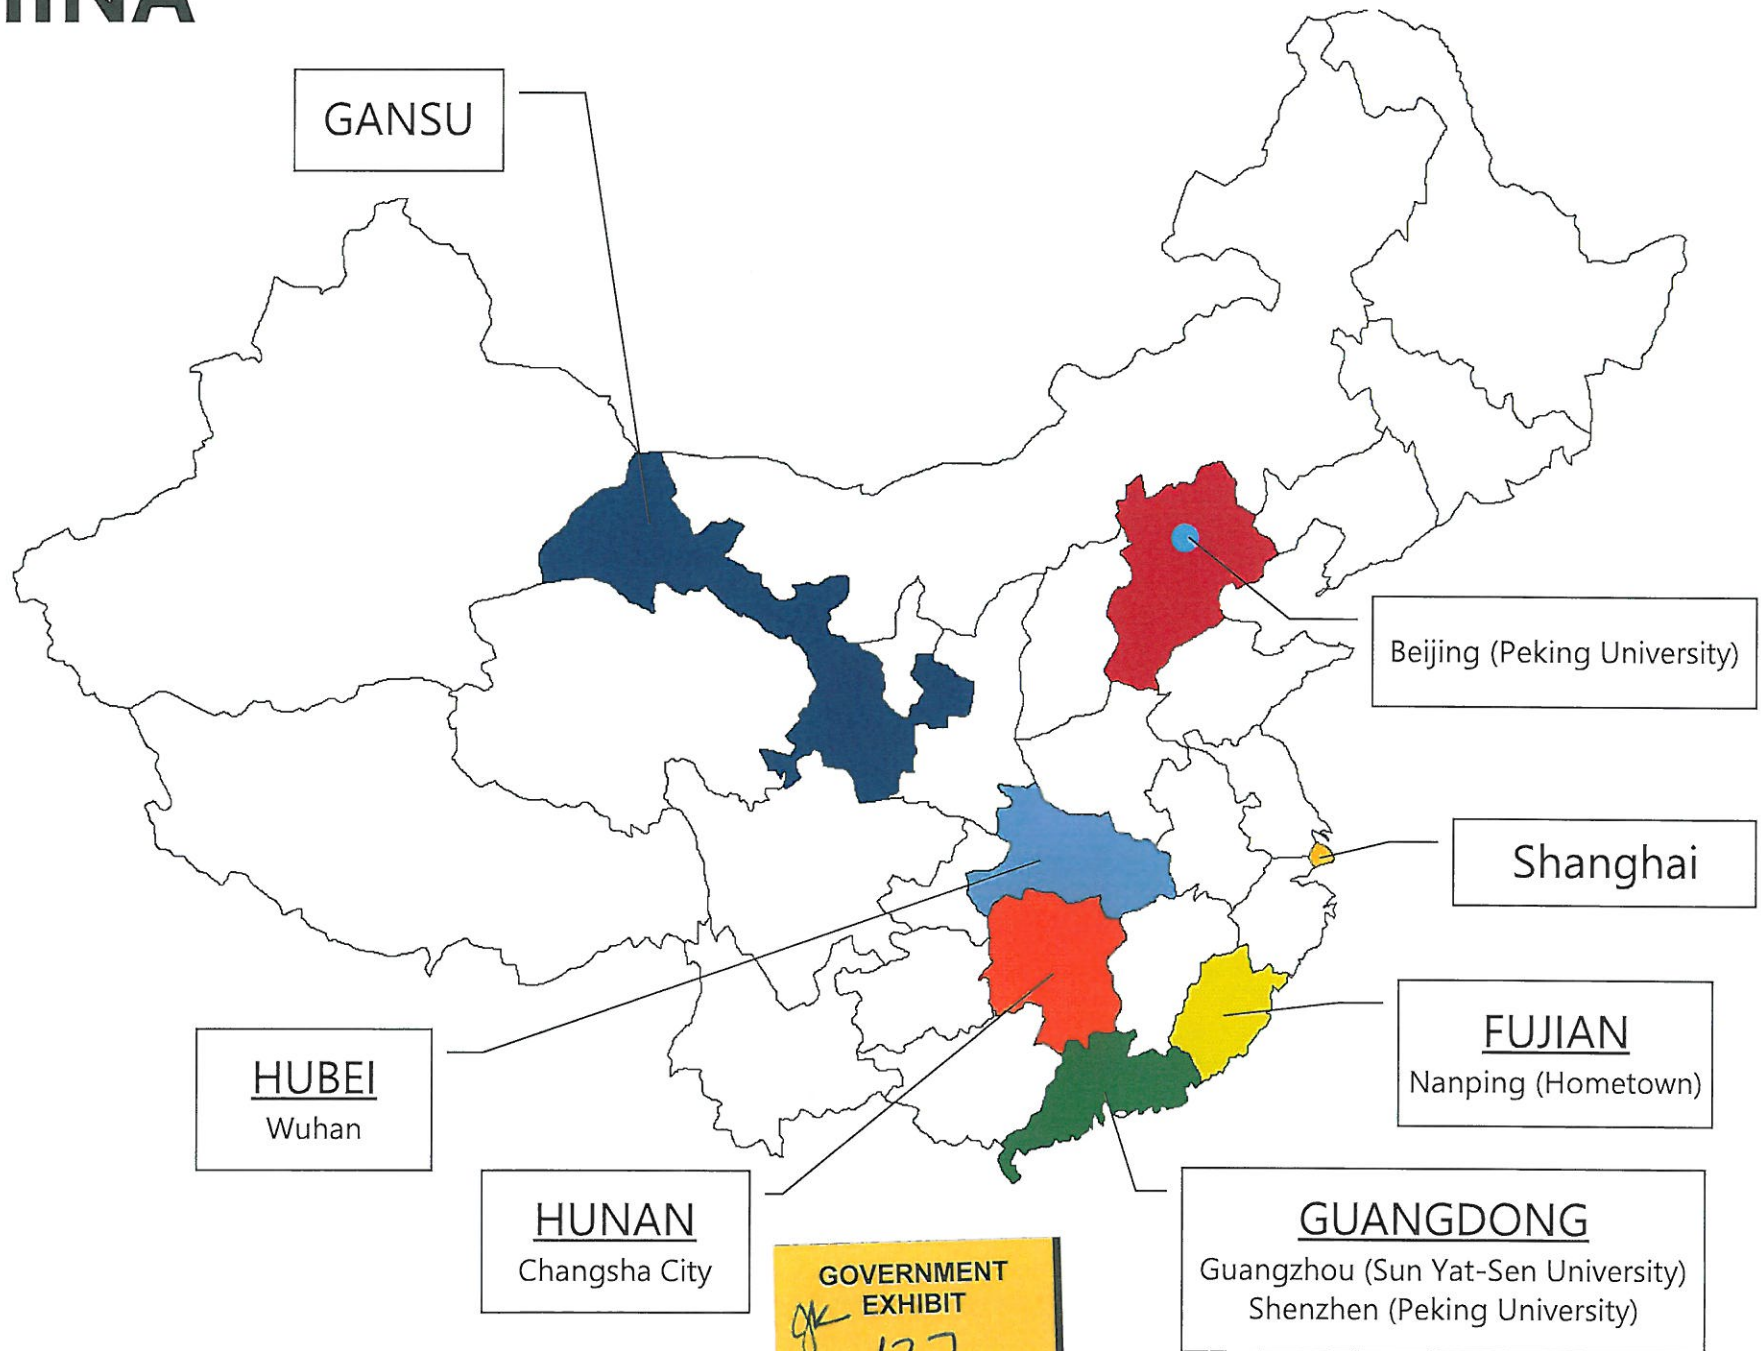 GANSU
Beijing (Peking University)
Shanghai
FUJIAN
Nanping (Hometown)
HUBEI
Wuhan
HUNAN
Changsha City
GUANGDONG
Guangzhou (Sun Yat-Sen University)
Shenzhen (Peking University)
GOVERNMENT
EXHIBIT